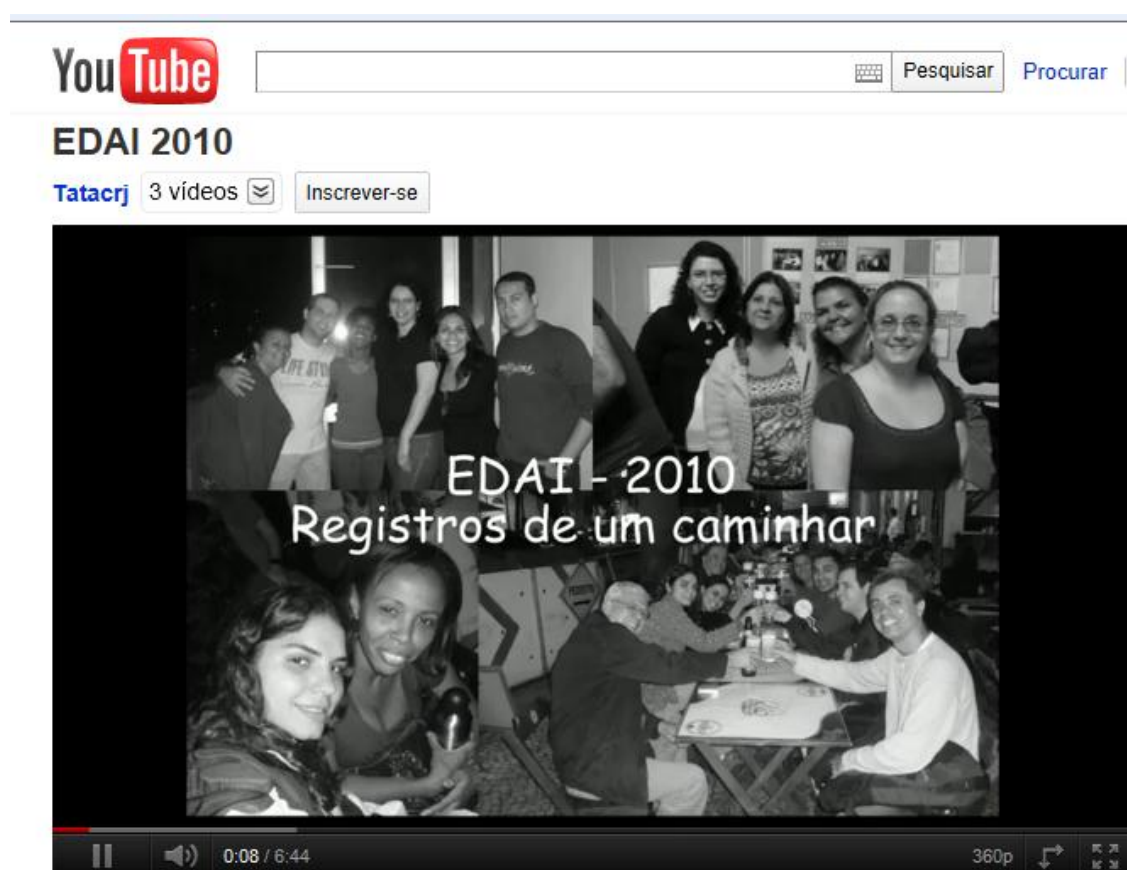 YouTube
Pesquisar
Procurar
EDAI 2010
Tatacrj
3 vídeos
Inscrever-se
LIFE
EDAI - 2010
Registros de um caminhar
0:08 / 6:44
360p